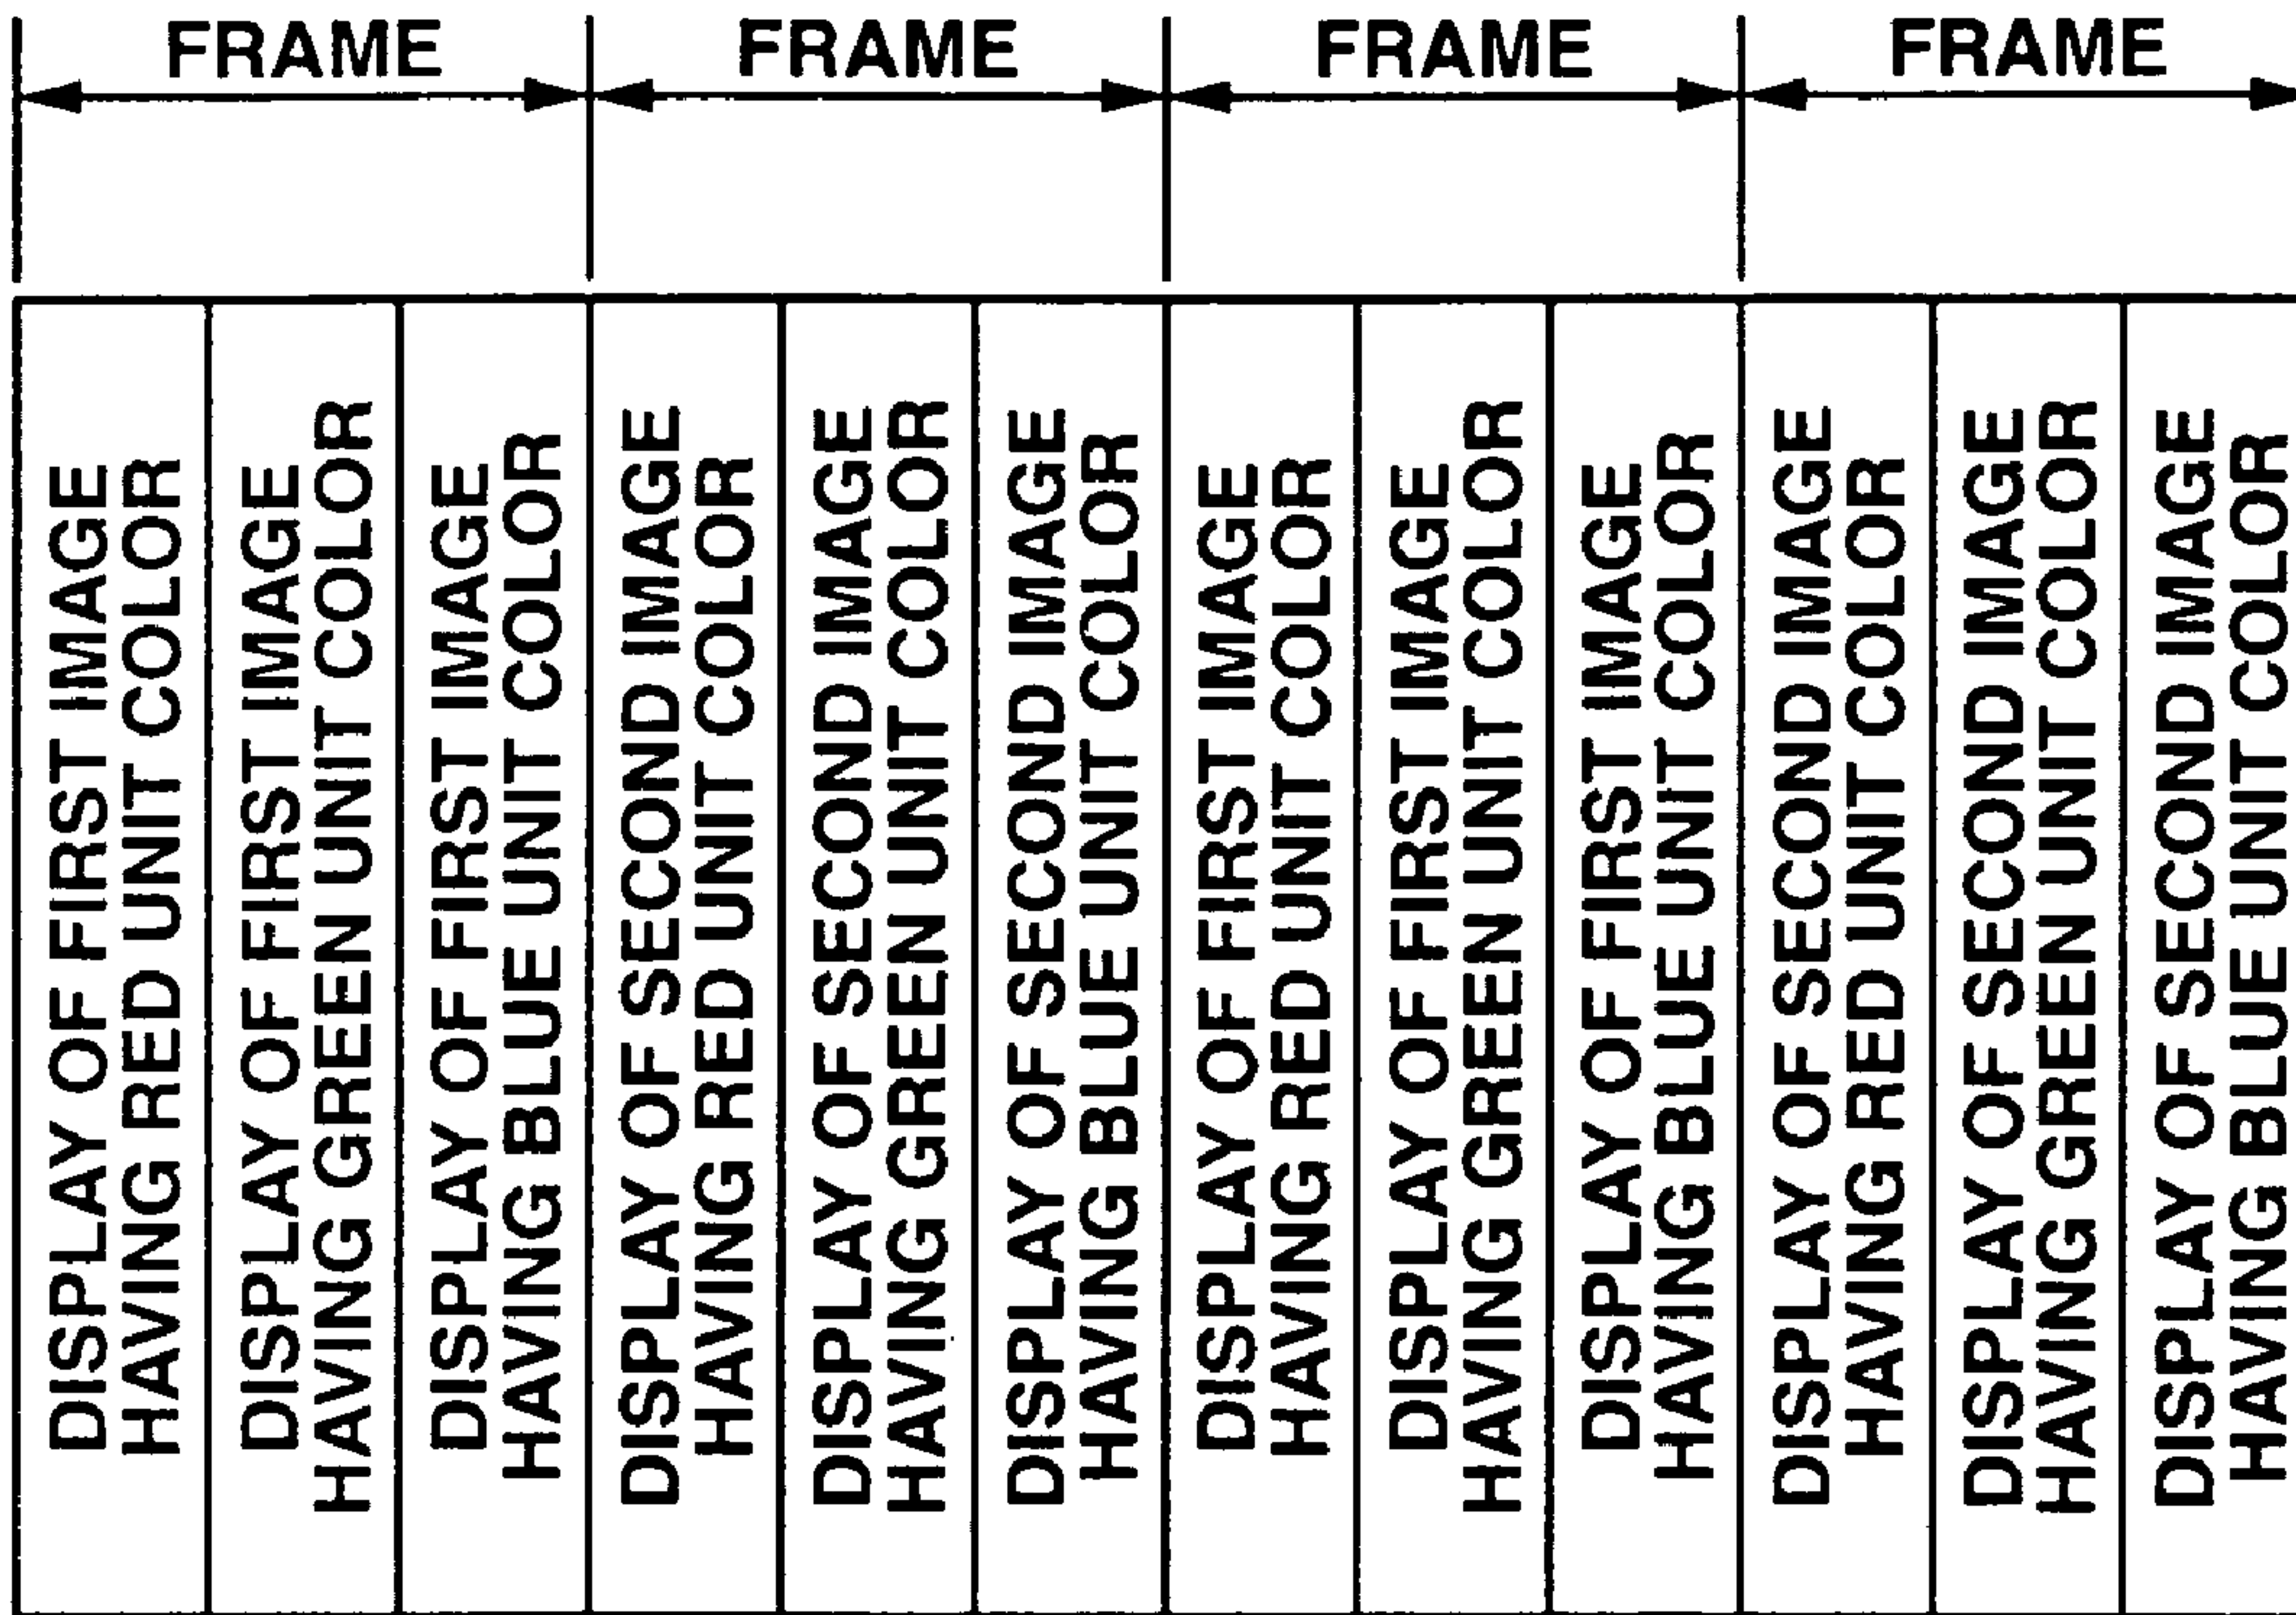 FRAME
FRAME
FRAME
FRAME
DISPLAY OF FIRST IMAGE
HAVING RED UNIT COLOR
DISPLAY OF FIRST IMAGE
HAVING GREEN UNIT COLOR
DISPLAY OF FIRST IMAGE
HAVING BLUE UNIT COLOR
DISPLAY OF SECOND IMAGE
HAVING RED UNIT COLOR
DISPLAY OF SECOND IMAGE
HAVING GREEN UNIT COLOR
DISPLAY OF SECOND IMAGE
HAVING BLUE UNIT COLOR
DISPLAY OF FIRST IMAGE
HAVING RED UNIT COLOR
DISPLAY OF FIRST IMAGE
HAVING GREEN UNIT COLOR
DISPLAY OF FIRST IMAGE
HAVING BLUE UNIT COLOR
DISPLAY OF SECOND IMAGE
HAVING RED UNIT COLOR
DISPLAY OF SECOND IMAGE
HAVING GREEN UNIT COLOR
DISPLAY OF SECOND IMAGE
HAVING BLUE UNIT COLOR